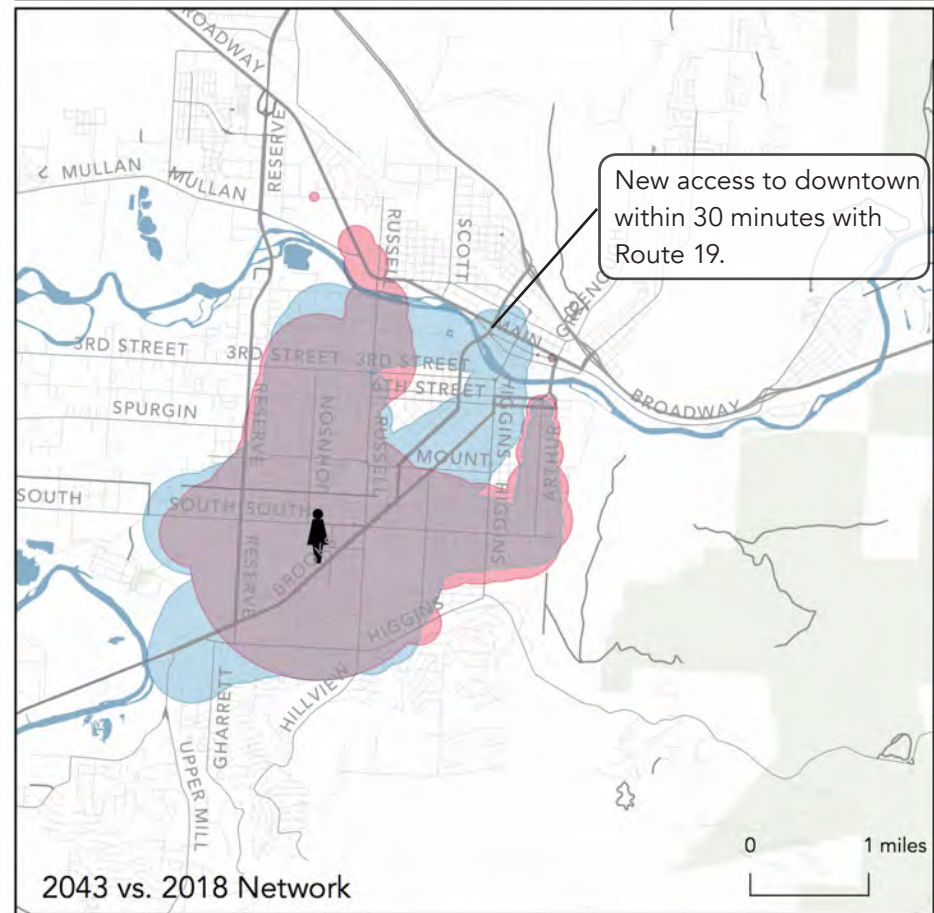 BROADWAY
RESERVE
MULLAN
MULLAN
RUSSELL
SCOTT
New access to downtown
within 30 minutes with
Route 19.
MAIN
3RD STREET
3RD STREET
3RD STREET
6TH STREET
BROADWAY
SPURGIN
RESERVE
JOHNSON
RUSSELL
HIGGINS
ARTHUR
MOUNT
SOUTH
SOUTH
SOUTH
HIGGINS
RESERVE
HIGGINS
HILLVIEW
GHARRETT
UPPER MILL
0
1 miles
2043 vs. 2018 Network